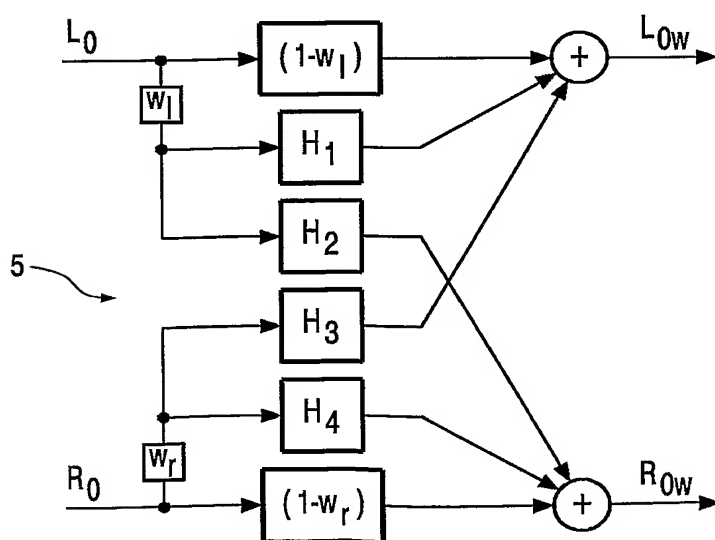 L₀
(1-wₗ)
+
L₀w
wₗ
H₁
H₂
5
H₃
H₄
wᵣ
R₀
(1-wᵣ)
+
R₀w